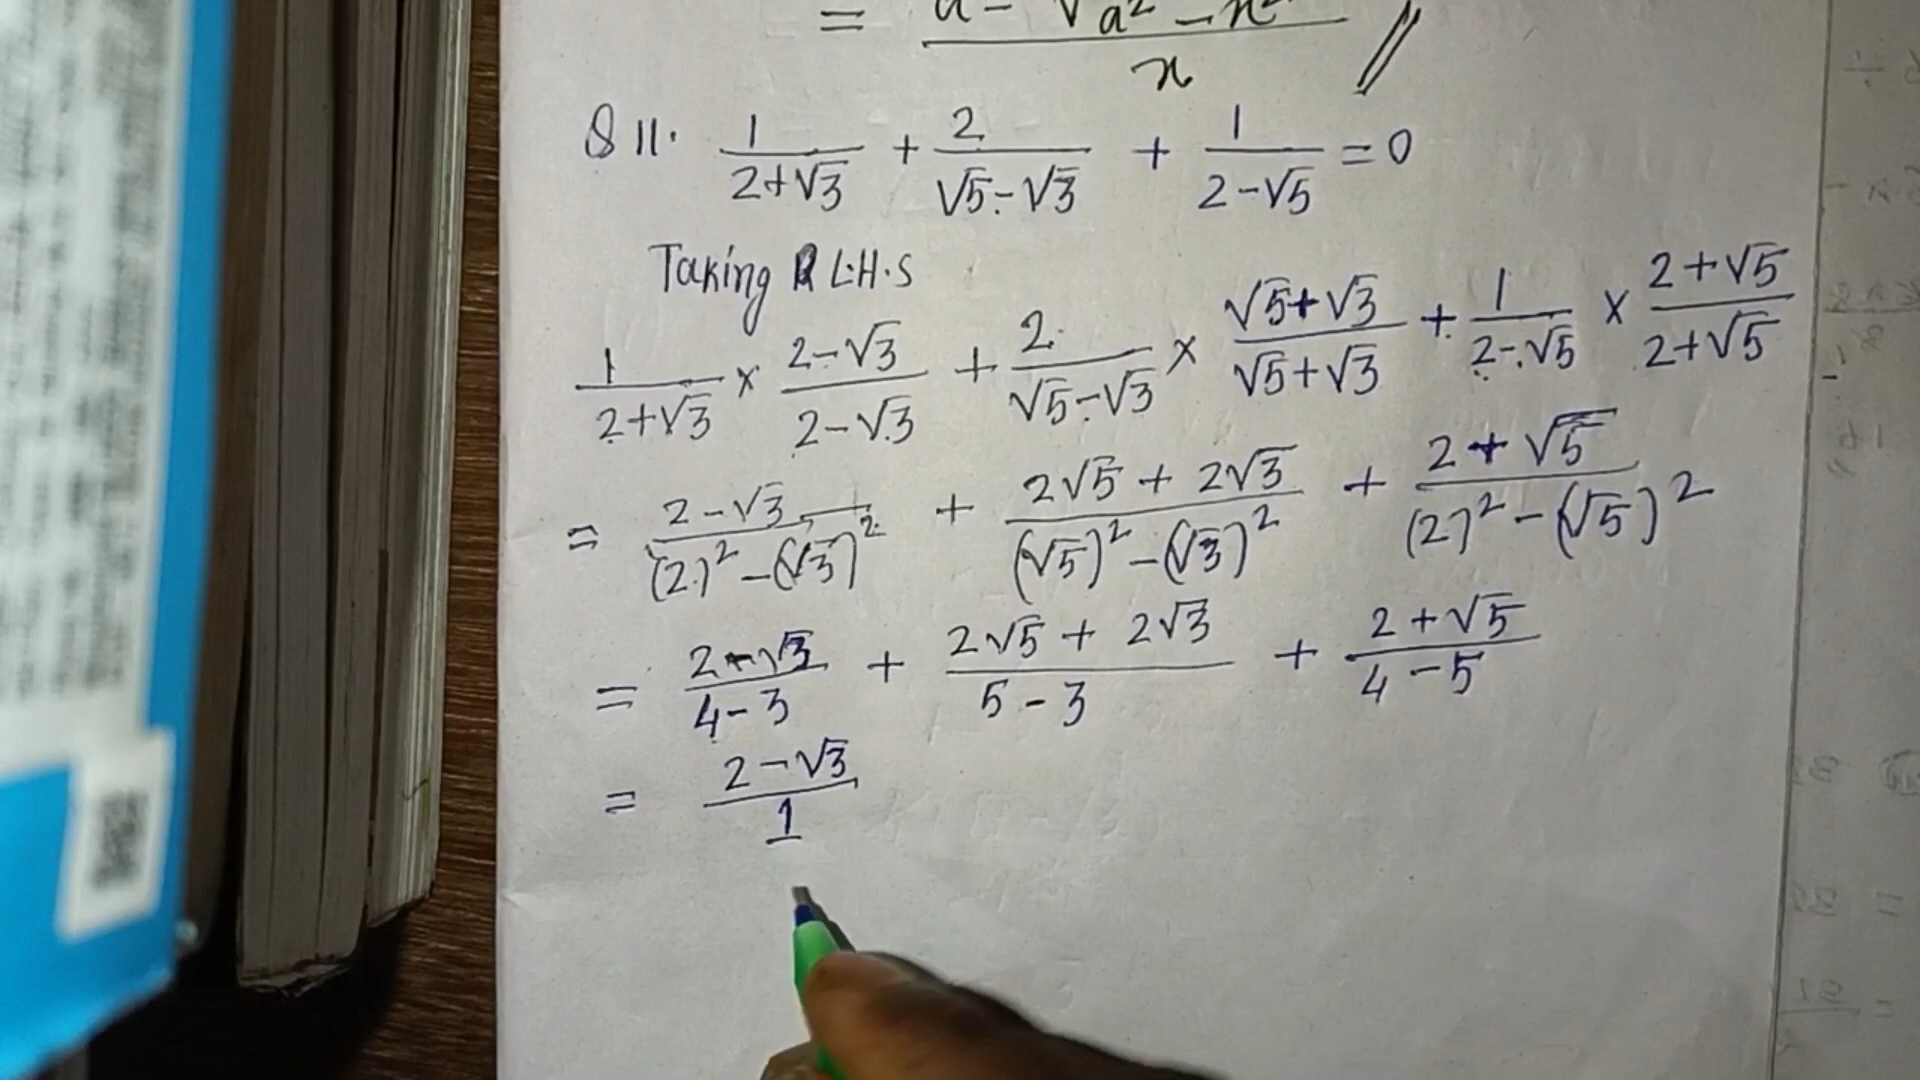 = a - √a² - x² / x //
Q 11. 1/(2+√3) + 2/(√5-√3) + 1/(2-√5) = 0
Taking L.H.S
1/(2+√3) × (2-√3)/(2-√3) + 2/(√5-√3) × (√5+√3)/(√5+√3) + 1/(2-√5) × (2+√5)/(2+√5)
= (2-√3)/((2)²-(√3)²) + (2√5+2√3)/((√5)²-(√3)²) + (2+√5)/((2)²-(√5)²)
= (2-√3)/(4-3) + (2√5+2√3)/(5-3) + (2+√5)/(4-5)
= (2-√3)/1